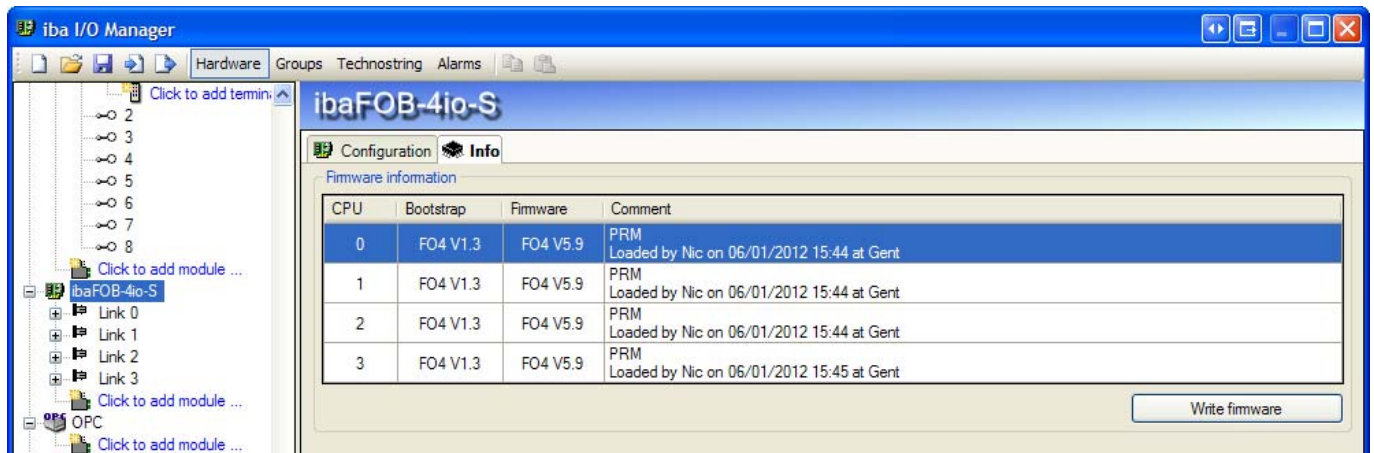 iba I/O Manager
Hardware Groups Technostring Alarms
Click to add termina
2
3
4
5
6
7
8
Click to add module ...
ibaFOB-4io-S
Link 0
Link 1
Link 2
Link 3
Click to add module ...
OPC OPC
Click to add module ...
ibaFOB-4io-S
Configuration Info
Firmware information
CPU Bootstrap Firmware Comment
0 FO4 V1.3 FO4 V5.9 PRM
Loaded by Nic on 06/01/2012 15:44 at Gent
1 FO4 V1.3 FO4 V5.9 PRM
Loaded by Nic on 06/01/2012 15:44 at Gent
2 FO4 V1.3 FO4 V5.9 PRM
Loaded by Nic on 06/01/2012 15:44 at Gent
3 FO4 V1.3 FO4 V5.9 PRM
Loaded by Nic on 06/01/2012 15:45 at Gent
Write firmware